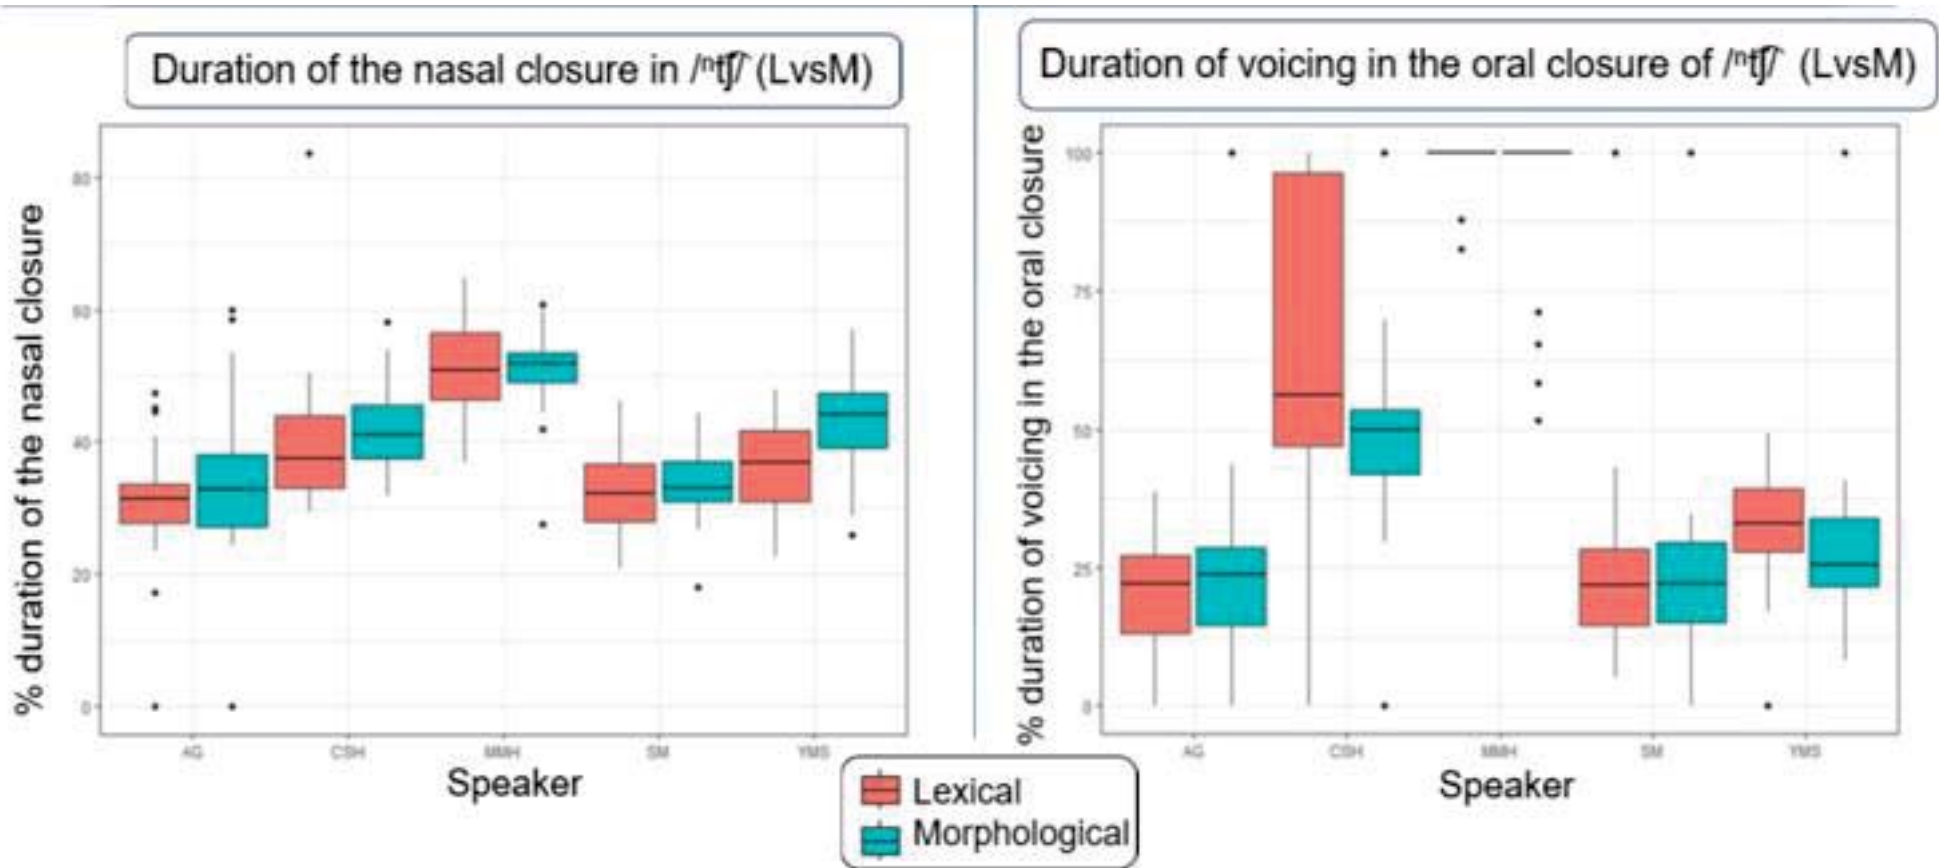 Duration of the nasal closure in /ⁿt͡ʃ/ (LvsM)
Duration of voicing in the oral closure of /ⁿt͡ʃ/ (LvsM)
% duration of the nasal closure
80
60
40
20
0
AG CSH MMH SM YMS
Speaker
% duration of voicing in the oral closure
100
75
50
25
0
AG CSH MMH SM YMS
Speaker
Lexical
Morphological